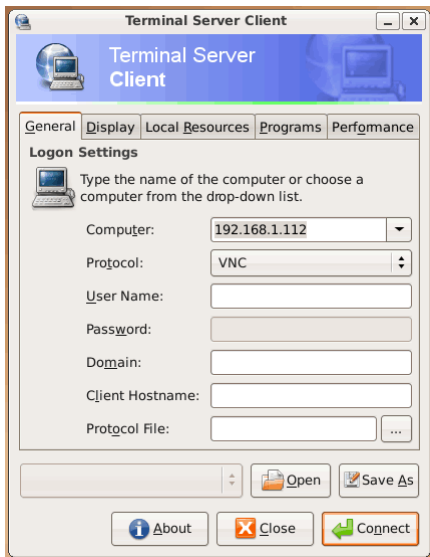 Terminal Server Client
Terminal Server
Client
General Display Local Resources Programs Performance
Logon Settings
Type the name of the computer or choose a
computer from the drop-down list.
Computer: 192.168.1.112
Protocol: VNC
User Name:
Password:
Domain:
Client Hostname:
Protocol File: ...
Open Save As
About Close Connect